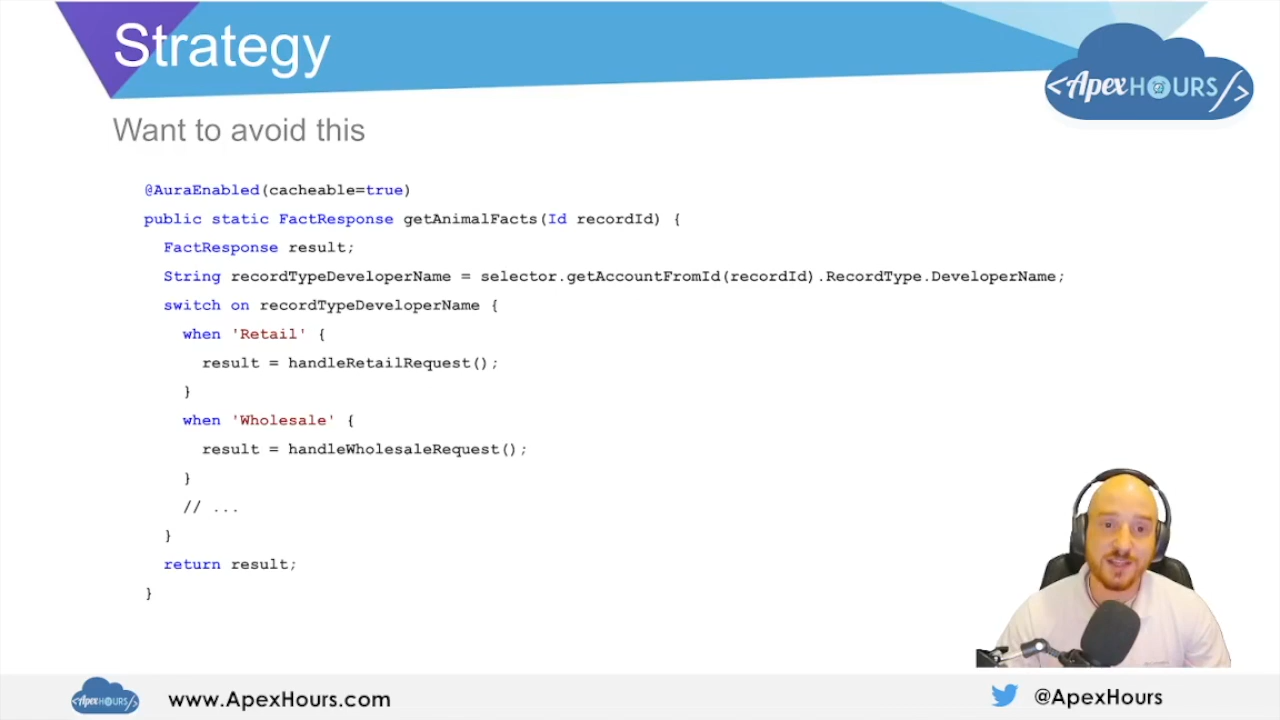 Strategy
<ApexHOURS/>
Want to avoid this
@AuraEnabled(cacheable=true)
public static FactResponse getAnimalFacts(Id recordId) {
FactResponse result;
String recordTypeDeveloperName = selector.getAccountFromId(recordId).RecordType.DeveloperName;
switch on recordTypeDeveloperName {
when 'Retail' {
result = handleRetailRequest();
}
when 'Wholesale' {
result = handleWholesaleRequest();
}
// ...
}
return result;
}
<ApexHOURS/>
www.ApexHours.com
@ApexHours